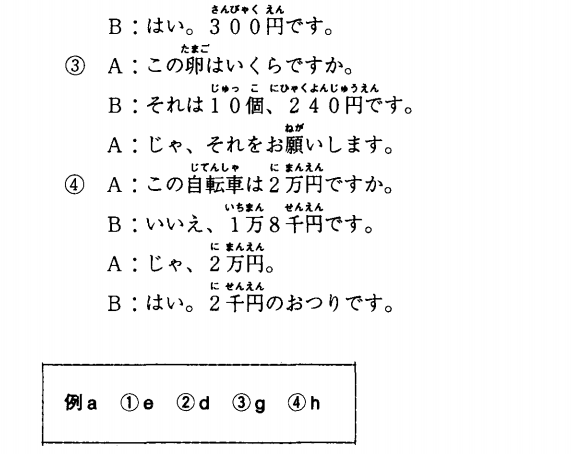 B：はい。３００円です。
③　A：この卵はいくらですか。
B：それは１０個、２４０円です。
A：じゃ、それをお願いします。
④　A：この自転車は２万円ですか。
B：いいえ、１万８千円です。
A：じゃ、２万円。
B：はい。２千円のおつりです。
例a　①e　②d　③g　④h